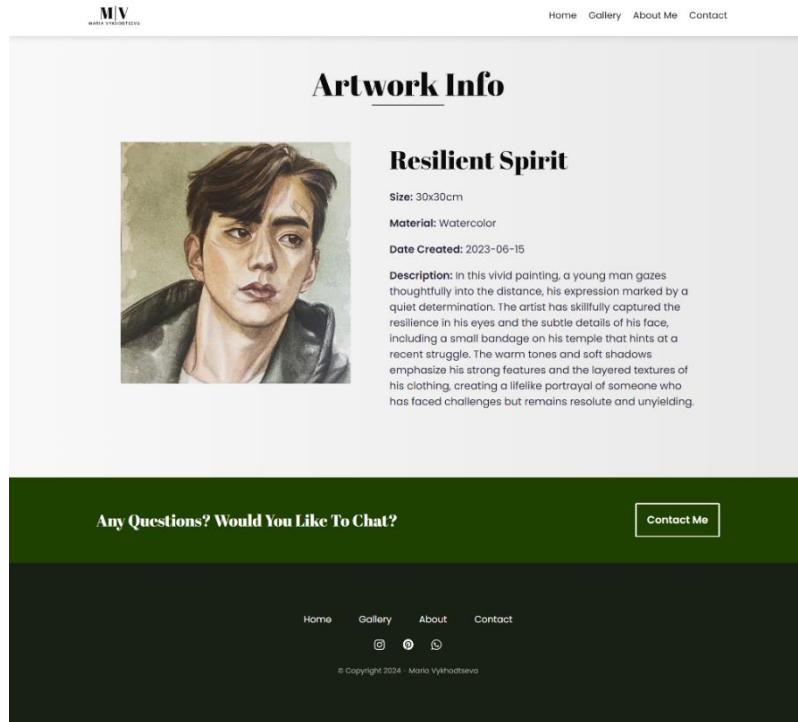 M|V
MARIA VYKHODTSEVA
Home Gallery About Me Contact
Artwork Info
Resilient Spirit
Size: 30x30cm
Material: Watercolor
Date Created: 2023-06-15
Description: In this vivid painting, a young man gazes
thoughtfully into the distance, his expression marked by a
quiet determination. The artist has skillfully captured the
resilience in his eyes and the subtle details of his face,
including a small bandage on his temple that hints at a
recent struggle. The warm tones and soft shadows
emphasize his strong features and the layered textures of
his clothing, creating a lifelike portrayal of someone who
has faced challenges but remains resolute and unyielding.
Any Questions? Would You Like To Chat?
Contact Me
Home Gallery About Contact
© Copyright 2024 - Maria Vykhodtseva